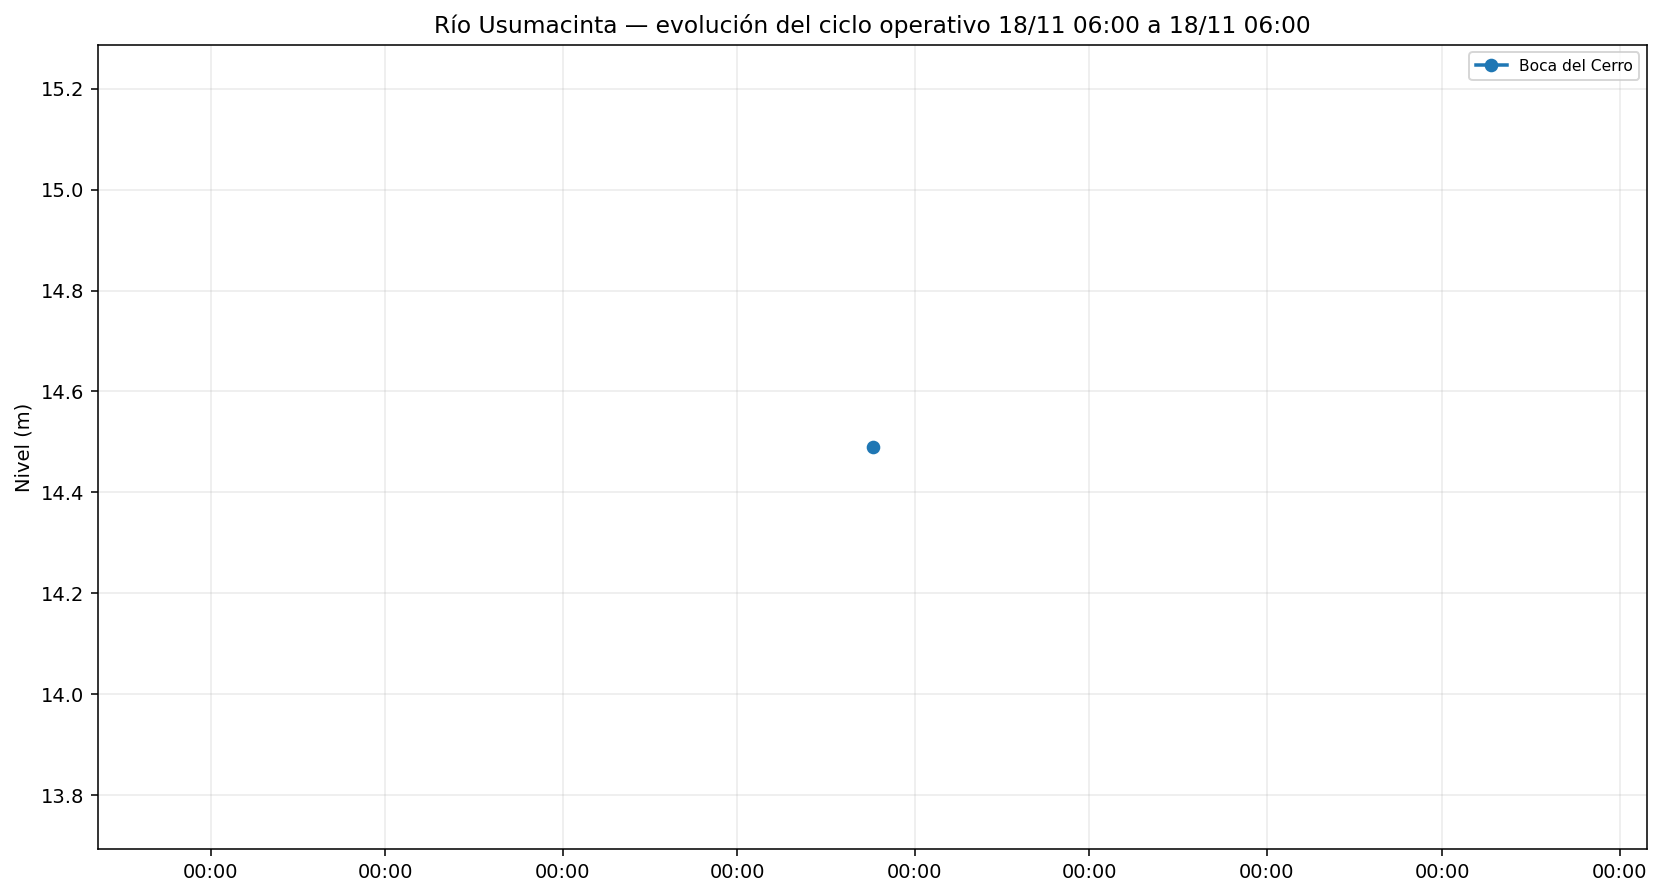 Río Usumacinta — evolución del ciclo operativo 18/11 06:00 a 18/11 06:00
Boca del Cerro
15.2
15.0
14.8
14.6
14.4
14.2
14.0
13.8
Nivel (m)
00:00 00:00 00:00 00:00 00:00 00:00 00:00 00:00 00:00